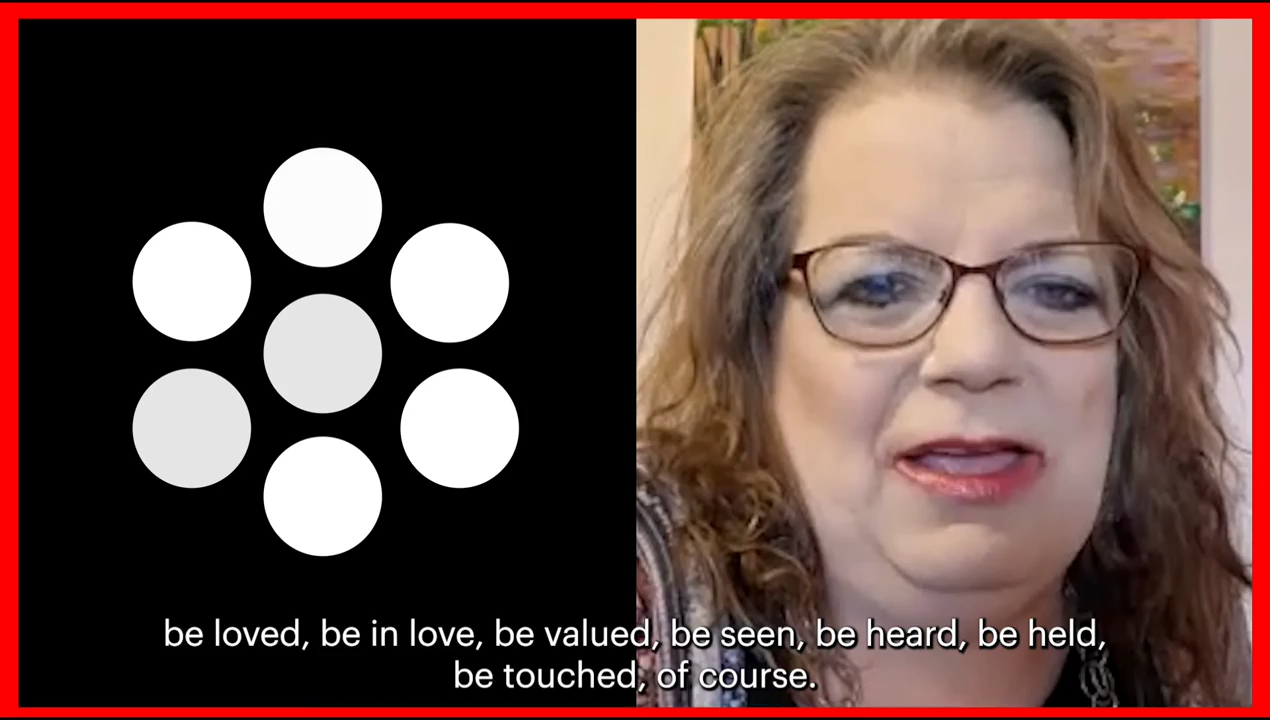 be loved, be in love, be valued, be seen, be heard, be held,
be touched, of course.